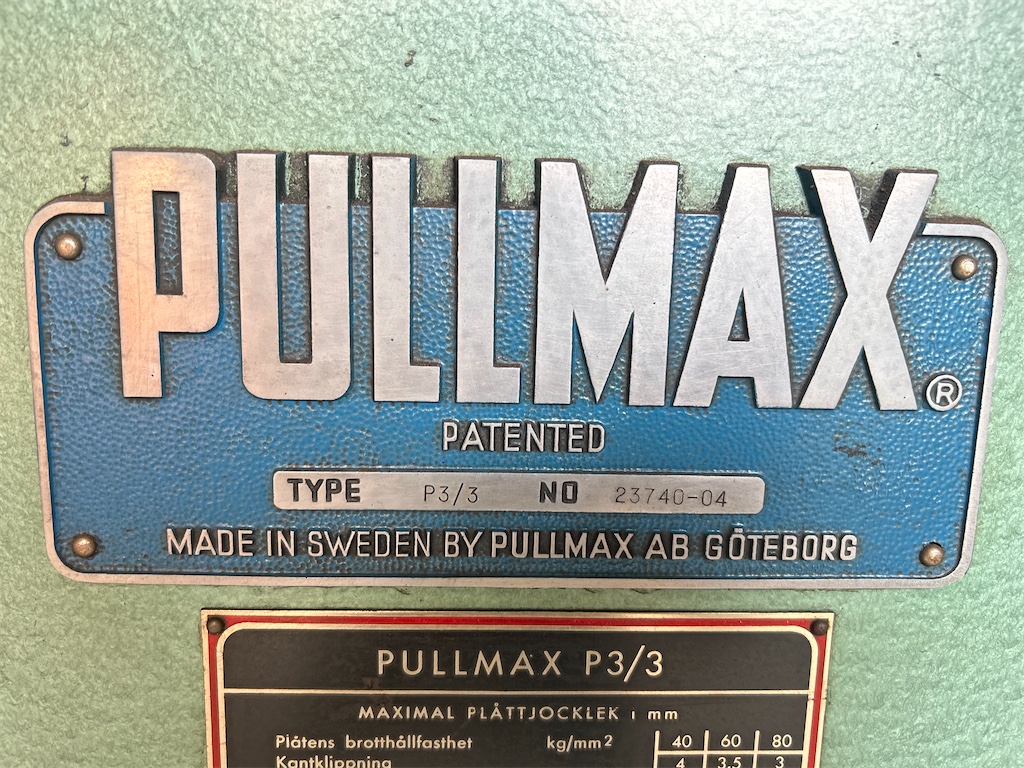 PULLMAX ®
PATENTED
TYPE P3/3 NO 23740-04
MADE IN SWEDEN BY PULLMAX AB GÖTEBORG
PULLMAX P3/3
MAXIMAL PLÅTTJOCKLEK i mm
Plåtens brotthållfasthet kg/mm² 40 60 80
Kantklippning 4 3,5 3